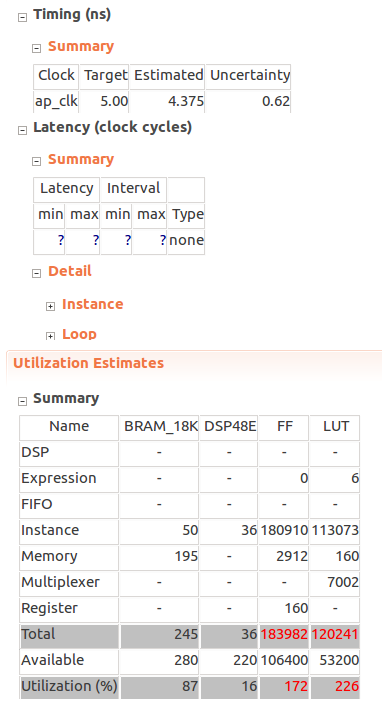 Timing (ns)
Summary
Clock Target Estimated Uncertainty
ap_clk 5.00 4.375 0.62
Latency (clock cycles)
Summary
Latency Interval
min max min max Type
? ? ? ? none
Detail
Instance
Loop
Utilization Estimates
Summary
Name BRAM_18K DSP48E FF LUT
DSP - - - -
Expression - - 0 6
FIFO - - - -
Instance 50 36 180910 113073
Memory 195 - 2912 160
Multiplexer - - - 7002
Register - - 160 -
Total 245 36 183982 120241
Available 280 220 106400 53200
Utilization (%) 87 16 172 226